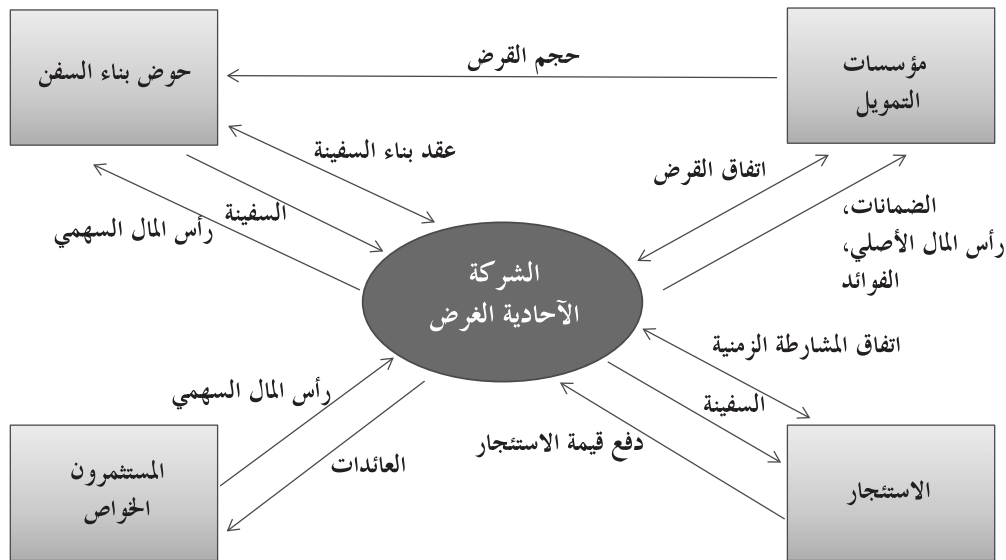 مؤسسات
التمويل
حجم القرض
حوض بناء السفن
عقد بناء السفينة
السفينة
رأس المال السهمي
اتفاق القرض
الضمانات،
رأس المال الأصلي،
الفوائد
الشركة
الآحادية الغرض
اتفاق المشارطة الزمنية
السفينة
دفع قيمة الاستئجار
الاستئجار
رأس المال السهمي
العائدات
المستثمرون
الخواص